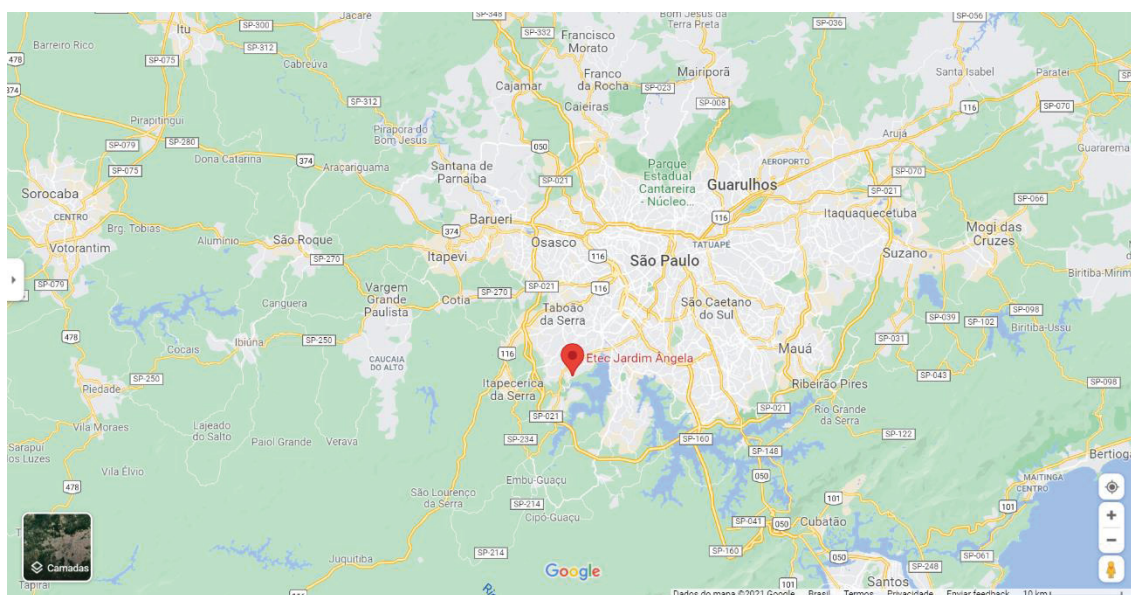 Barreiro Rico
478
374
Itu
SP-075
SP-300
SP-312
Cabreúva
SP-312
Jacaré
SP-348
SP-332
Francisco
Morato
Cajamar
Franco
da Rocha
Caieiras
SP-023
Mairiporã
SP-008
Bom Jesus da
Terra Preta
SP-036
SP-056
Santa Isabel
Parateí
116
SP-070
Arujá
Guararema
Pirapitingui
SP-079
SP-075
SP-280
Dona Catarina
374
Araçariguama
Pirapora do
Bom Jesus
Santana de
Parnaíba
050
SP-021
Parque
Estadual
Cantareira
- Núcleo...
AEROPORTO
Guarulhos
SP-070
SP-021
SP-066
Sorocaba
CENTRO
Votorantim
Brg. Tobias
Alumínio
São Roque
SP-270
374
Barueri
Itapevi
Osasco
116
TATUAPÉ
116
São Paulo
Itaquaquecetuba
Suzano
Mogi das
Cruzes
Biritiba-Mirim
SP-079
478
Canguera
Vargem
Grande
Paulista
Cotia
SP-270
SP-021
116
Taboão
da Serra
São Caetano
do Sul
SP-039
SP-102
SP-098
Biritiba-Ussu
Cocais
Ibiúna
SP-250
CAUCAIA
DO ALTO
116
Etec Jardim Ângela
Mauá
SP-031
SP-043
SP-098
Piedade
SP-250
Itapecerica
da Serra
Ribeirão Pires
SP-021
SP-021
Rio Grande
da Serra
SP-122
Vila Moraes
Lajeado
do Salto
Paiol Grande
Verava
SP-234
SP-160
SP-148
Sarapuí
os Luzes
Vila Élvio
478
Embu-Guaçu
050
Bertioga
MAITINGA
CENTRO
São Lourenço
da Serra
SP-214
Cipó-Guaçu
101
101
SP-041
050
Cubatão
Camadas
Juquitiba
SP-214
SP-160
050
SP-061
Tapiraí
Google
101
SP-248
Santos
Dados do mapa ©2021 Google
Brasil
Termos
Privacidade
Enviar feedback
10 km